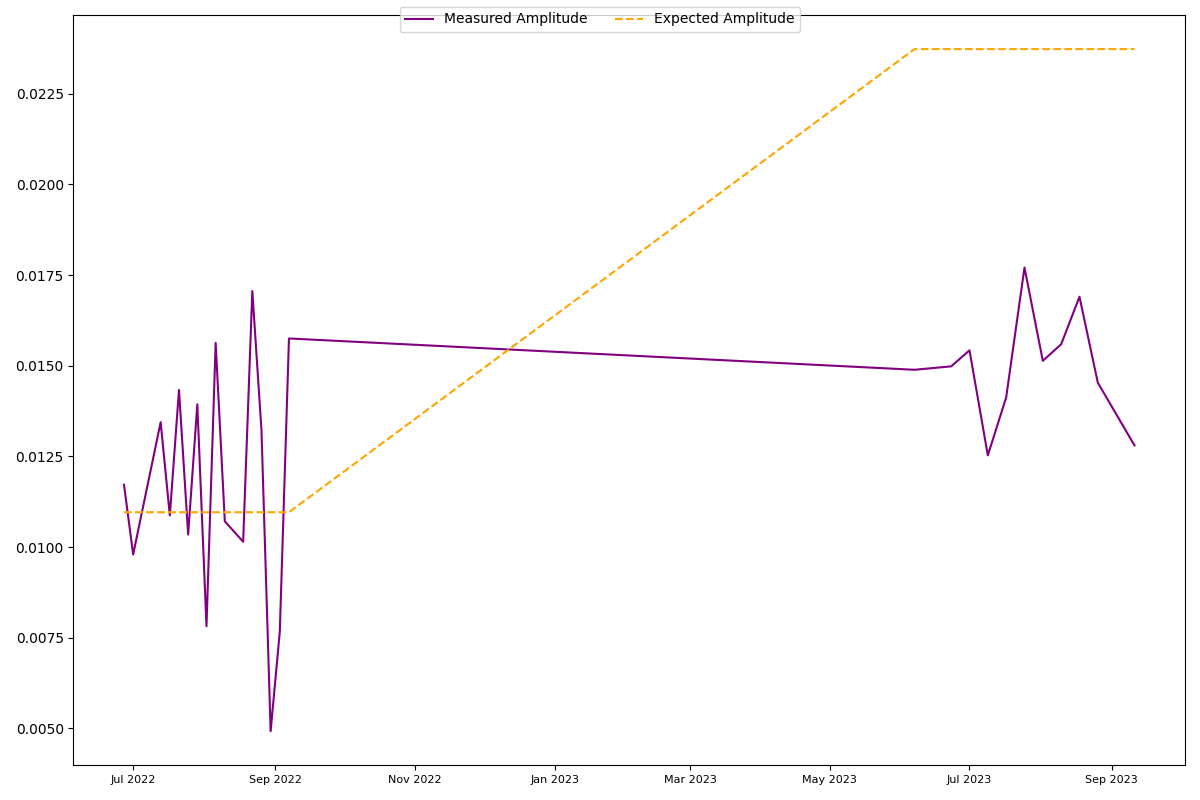 Measured Amplitude
Expected Amplitude
0.0225
0.0200
0.0175
0.0150
0.0125
0.0100
0.0075
0.0050
Jul 2022
Sep 2022
Nov 2022
Jan 2023
Mar 2023
May 2023
Jul 2023
Sep 2023